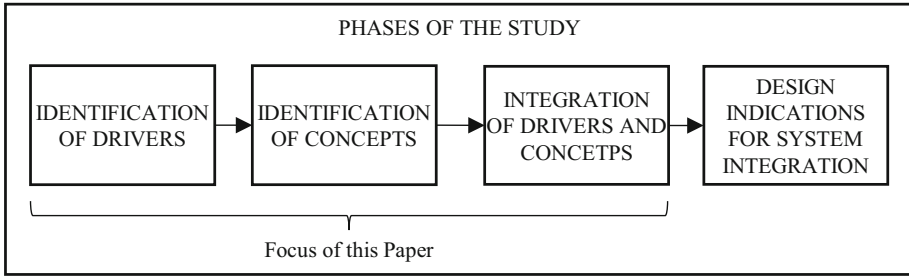 PHASES OF THE STUDY
IDENTIFICATION
OF DRIVERS
IDENTIFICATION
OF CONCEPTS
INTEGRATION
OF DRIVERS AND
CONCETPS
DESIGN
INDICATIONS
FOR SYSTEM
INTEGRATION
Focus of this Paper